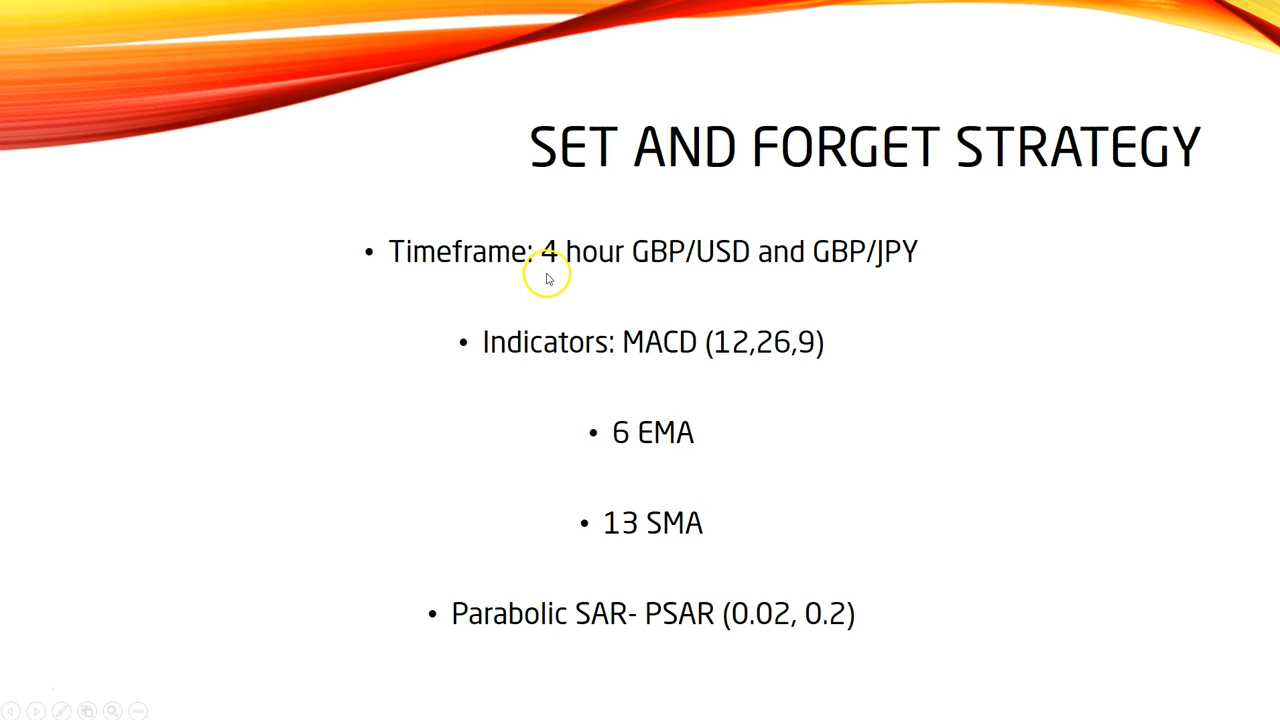 SET AND FORGET STRATEGY
• Timeframe: 4 hour GBP/USD and GBP/JPY
• Indicators: MACD (12,26,9)
• 6 EMA
• 13 SMA
• Parabolic SAR- PSAR (0.02, 0.2)